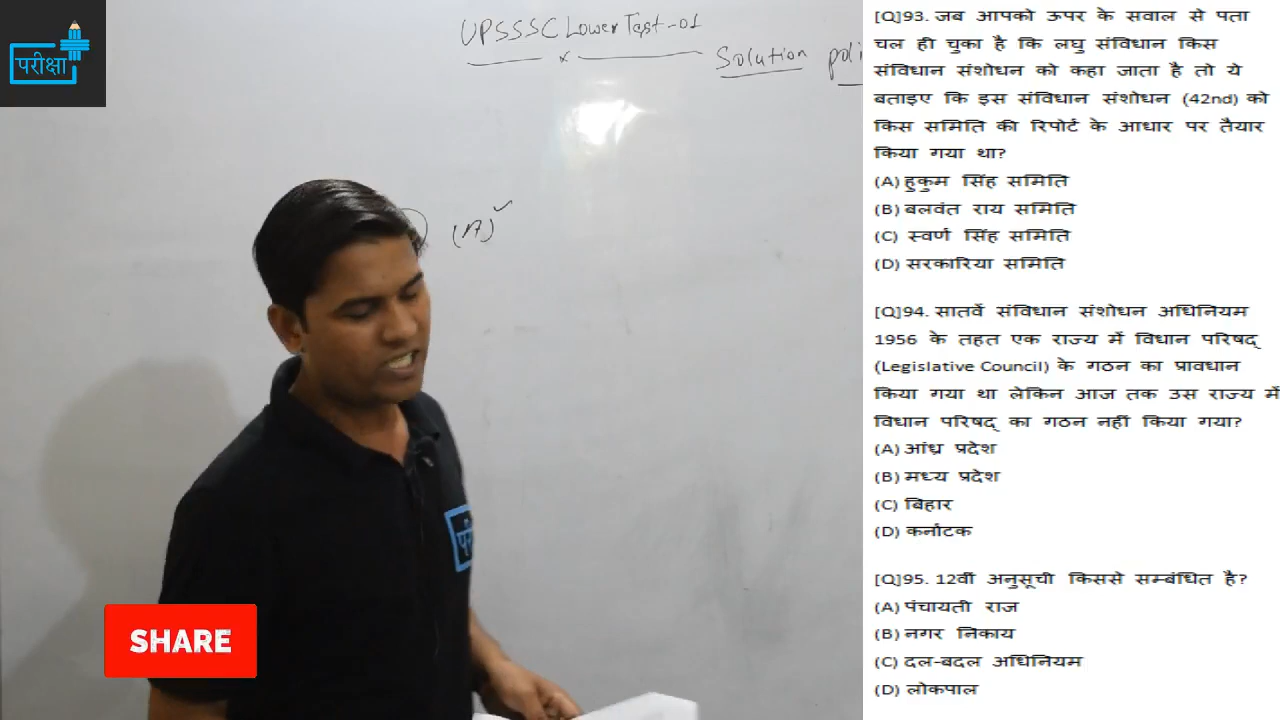 परीक्षा
UPSSSC Lower Test-01
Solution poli
(A)
परी
SHARE
[Q]93. जब आपको ऊपर के सवाल से पता
चल ही चुका है कि लघु संविधान किस
संविधान संशोधन को कहा जाता है तो ये
बताइए कि इस संविधान संशोधन (42nd) को
किस समिति की रिपोर्ट के आधार पर तैयार
किया गया था?
(A) हुकुम सिंह समिति
(B) बलवंत राय समिति
(C) स्वर्ण सिंह समिति
(D) सरकारिया समिति
[Q]94. सातवें संविधान संशोधन अधिनियम
1956 के तहत एक राज्य में विधान परिषद्
(Legislative Council) के गठन का प्रावधान
किया गया था लेकिन आज तक उस राज्य में
विधान परिषद् का गठन नहीं किया गया?
(A) आंध्र प्रदेश
(B) मध्य प्रदेश
(C) बिहार
(D) कर्नाटक
[Q]95. 12वीं अनुसूची किससे सम्बंधित है?
(A) पंचायती राज
(B) नगर निकाय
(C) दल-बदल अधिनियम
(D) लोकपाल